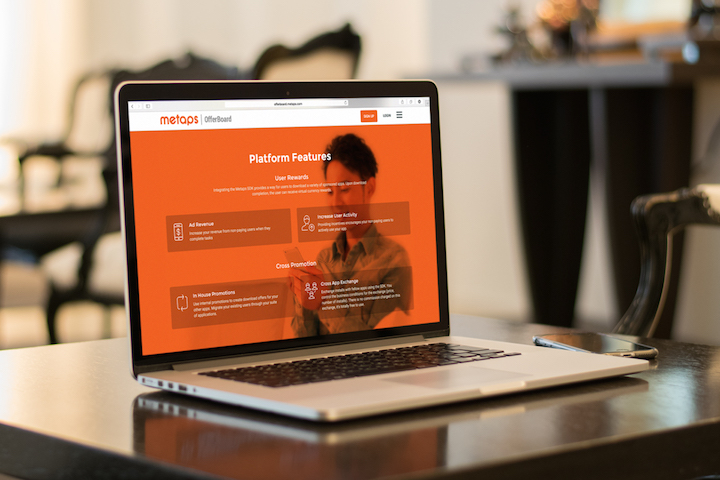 offerboard.metaps.com
metaps | OfferBoard
SIGN UP
LOGIN
Platform Features
User Rewards
Integrating the Metaps SDK provides a way for users to download a variety of sponsored apps. Upon download
completion, the user can receive virtual currency rewards.
Ad Revenue
Increase your revenue from non-paying users when they
complete tasks.
Increase User Activity
Providing incentives encourages your non-paying users to
actively use your app.
Cross Promotion
In House Promotions
Use internal promotions to create download offers for your
other apps. Migrate your existing users through your suite
of applications.
Cross App Exchange
Exchange installs with fellow apps using the SDK. You
control the business conditions for the exchange (price,
number of installs). There is no commission charged on this
exchange, it's totally free to use.